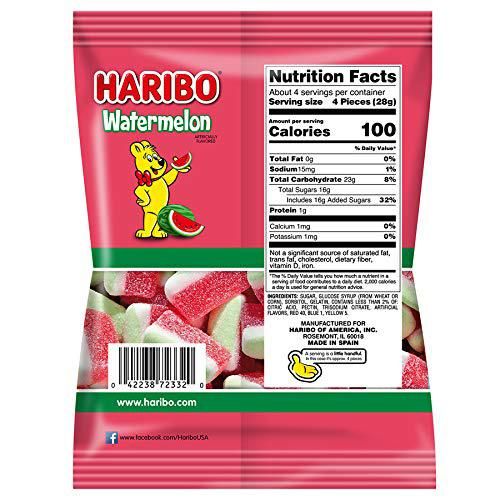 HARIBO
Watermelon
ARTIFICIALLY
FLAVORED
Nutrition Facts
About 4 servings per container
Serving size 4 Pieces (28g)
Amount per serving
Calories 100
% Daily Value*
Total Fat 0g 0%
Sodium 15mg 1%
Total Carbohydrate 23g 8%
Total Sugars 16g
Includes 16g Added Sugars 32%
Protein 1g
Calcium 1mg 0%
Potassium 1mg 0%
Not a significant source of saturated fat,
trans fat, cholesterol, dietary fiber,
vitamin D, iron.
*The % Daily Value tells you how much a nutrient in a
serving of food contributes to a daily diet. 2,000 calories
a day is used for general nutrition advice.
INGREDIENTS: SUGAR, GLUCOSE SYRUP (FROM WHEAT OR
CORN), SORBITOL, GELATIN, CONTAINS LESS THAN 2% OF
CITRIC ACID, PECTIN, TRISODIUM CITRATE, ARTIFICIAL
FLAVORS, RED 40, BLUE 1, YELLOW 5.
MANUFACTURED FOR
HARIBO OF AMERICA, INC.
ROSEMONT, IL 60018
MADE IN SPAIN
A serving is a little handful.
In this case it's approx. 4 pieces
0 42238 72332 0
www.haribo.com
f www.facebook.com/HariboUSA